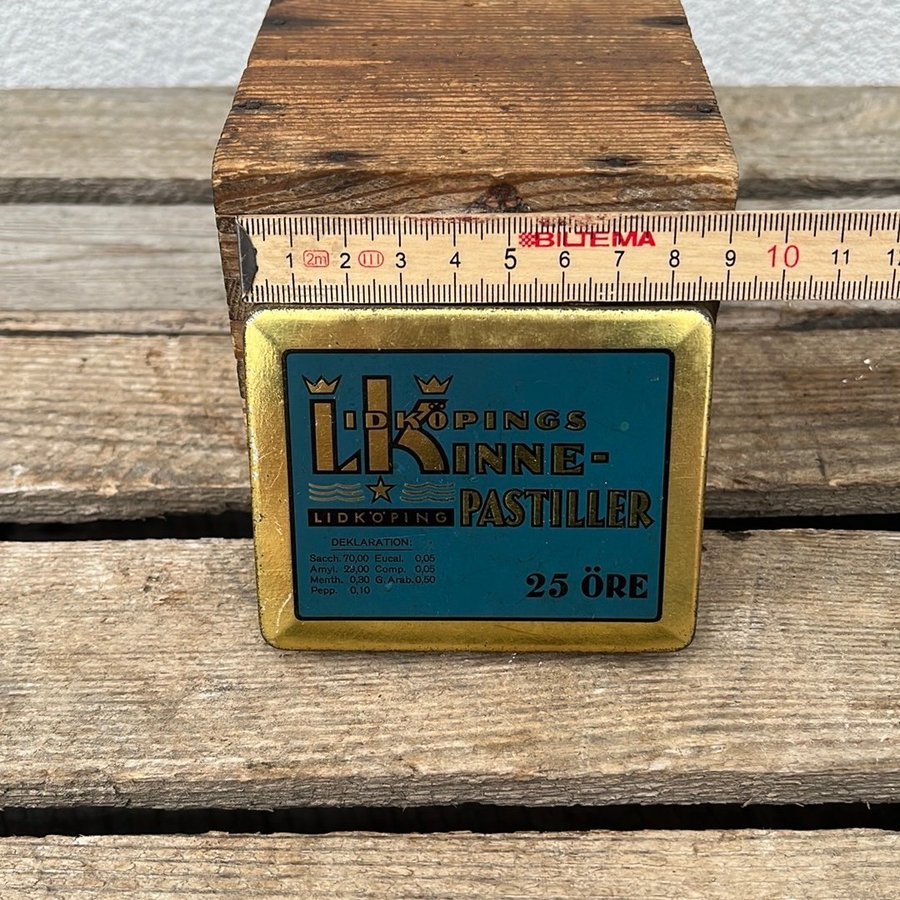 BILTEMA
1 2m 2 III 3 4 5 6 7 8 9 10 11
LIDKÖPINGS
KINNE-
PASTILLER
LIDKÖPING
DEKLARATION:
Sacch. 70,00 Eucal. 0,05
Amyl. 29,00 Comp. 0,05
Menth. 0,30 G. Arab. 0,50
Pepp. 0,10
25 ÖRE